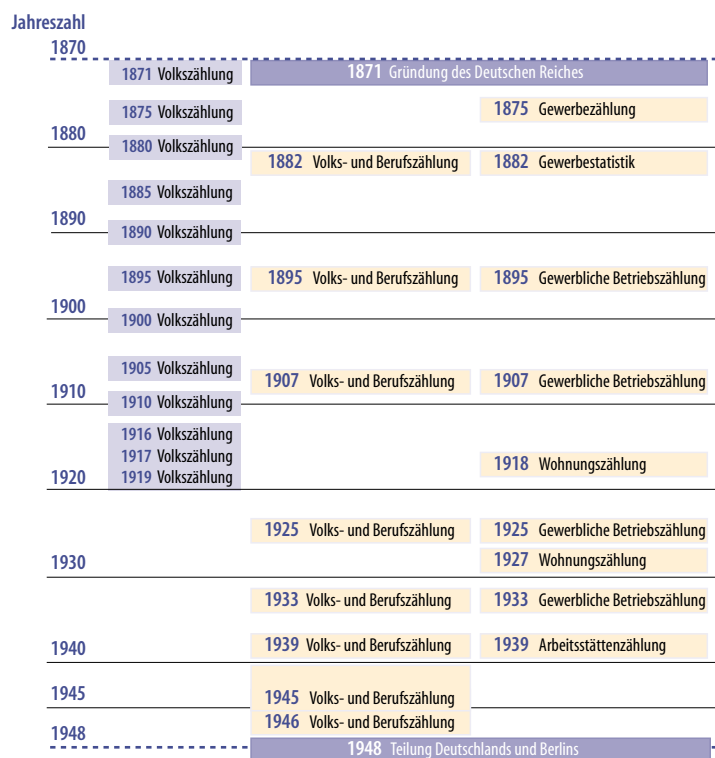 Jahreszahl
1870
1871 Volkszählung
1871 Gründung des Deutschen Reiches
1875 Volkszählung
1875 Gewerbezählung
1880
1880 Volkszählung
1882 Volks- und Berufszählung
1882 Gewerbestatistik
1885 Volkszählung
1890
1890 Volkszählung
1895 Volkszählung
1895 Volks- und Berufszählung
1895 Gewerbliche Betriebszählung
1900
1900 Volkszählung
1905 Volkszählung
1907 Volks- und Berufszählung
1907 Gewerbliche Betriebszählung
1910
1910 Volkszählung
1916 Volkszählung
1917 Volkszählung
1918 Wohnungszählung
1920
1919 Volkszählung
1925 Volks- und Berufszählung
1925 Gewerbliche Betriebszählung
1930
1927 Wohnungszählung
1933 Volks- und Berufszählung
1933 Gewerbliche Betriebszählung
1940
1939 Volks- und Berufszählung
1939 Arbeitsstättenzählung
1945
1945 Volks- und Berufszählung
1946 Volks- und Berufszählung
1948
1948 Teilung Deutschlands und Berlins